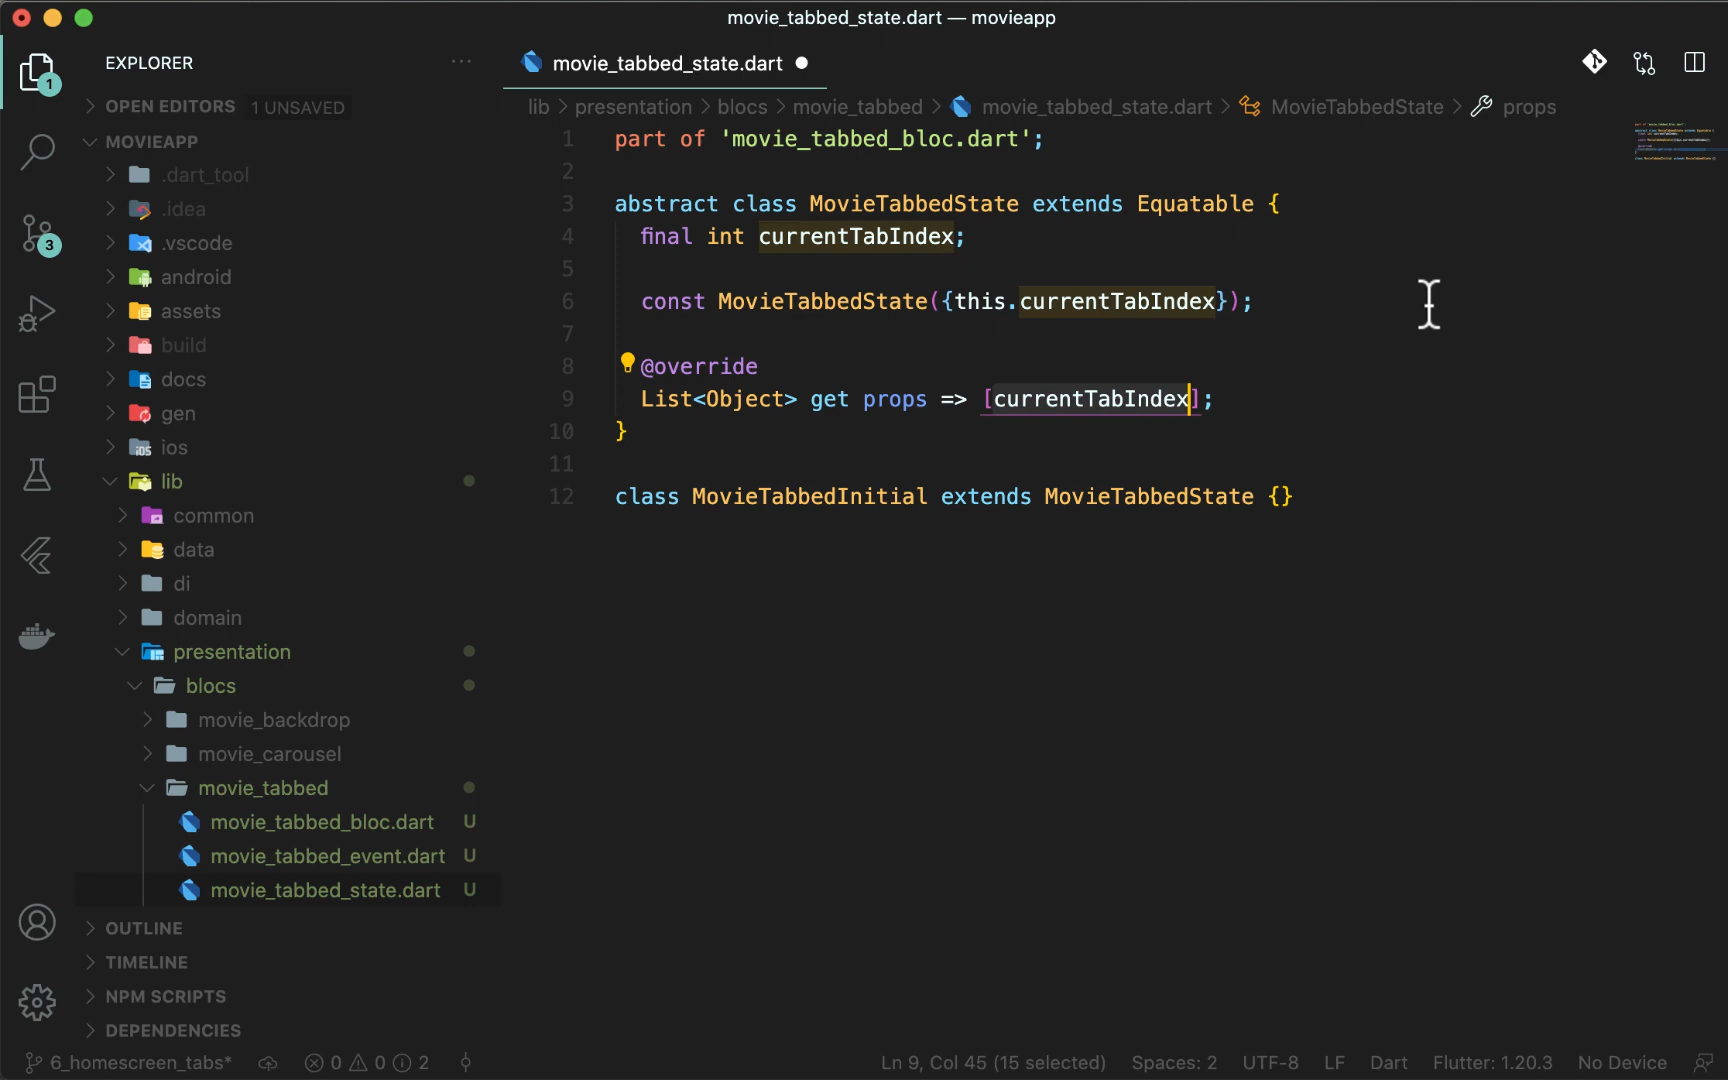 movie_tabbed_state.dart — movieapp
EXPLORER
movie_tabbed_state.dart
1
OPEN EDITORS 1 UNSAVED
lib > presentation > blocs > movie_tabbed > movie_tabbed_state.dart > MovieTabbedState > props
MOVIEAPP
.dart_tool
.idea
3
.vscode
android
assets
build
docs
gen
ios
lib
common
data
di
domain
presentation
blocs
movie_backdrop
movie_carousel
movie_tabbed
movie_tabbed_bloc.dart U
movie_tabbed_event.dart U
movie_tabbed_state.dart U
OUTLINE
TIMELINE
NPM SCRIPTS
DEPENDENCIES
1 part of 'movie_tabbed_bloc.dart';
2
3 abstract class MovieTabbedState extends Equatable {
4 final int currentTabIndex;
5
6 const MovieTabbedState({this.currentTabIndex});
7
8 @override
9 List<Object> get props => [currentTabIndex];
10 }
11
12 class MovieTabbedInitial extends MovieTabbedState {}
6_homescreen_tabs* 0 0 2 Ln 9, Col 45 (15 selected) Spaces: 2 UTF-8 LF Dart Flutter: 1.20.3 No Device